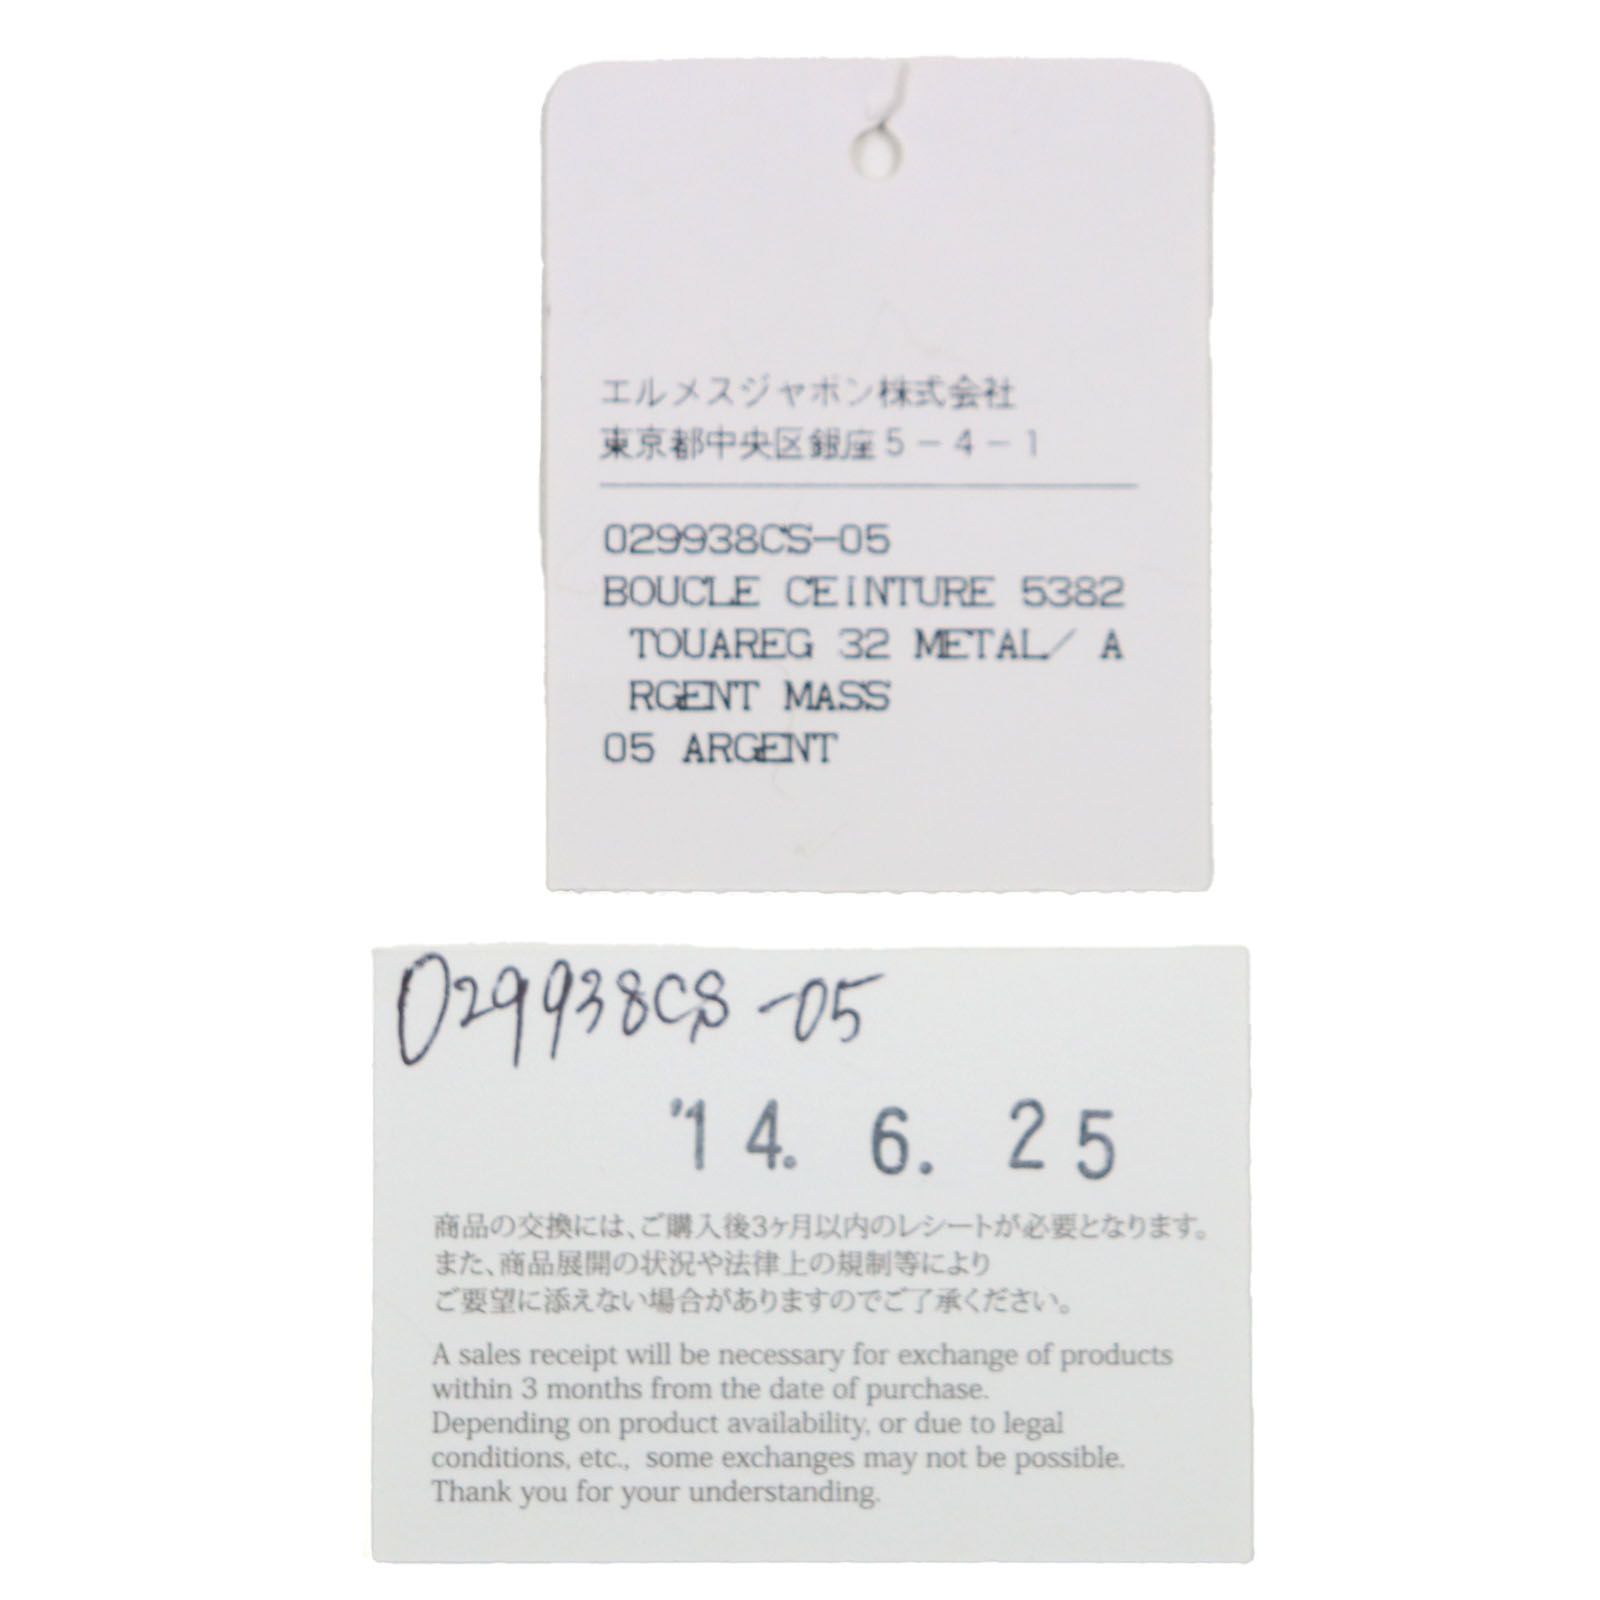 エルメスジャポン株式会社
東京都中央区銀座5-4-1
029938CS-05
BOUCLE CEiNTURE 5382
TOUAREG 32 METAL/ A
RGENT MASS
05 ARGENT
029938CS-05
'14. 6. 25
商品の交換には、ご購入後3ヶ月以内のレシートが必要となります。
また、商品展開の状況や法律上の規制等により
ご要望に添えない場合がありますのでご了承ください。
A sales receipt will be necessary for exchange of products
within 3 months from the date of purchase.
Depending on product availability, or due to legal
conditions, etc., some exchanges may not be possible.
Thank you for your understanding.